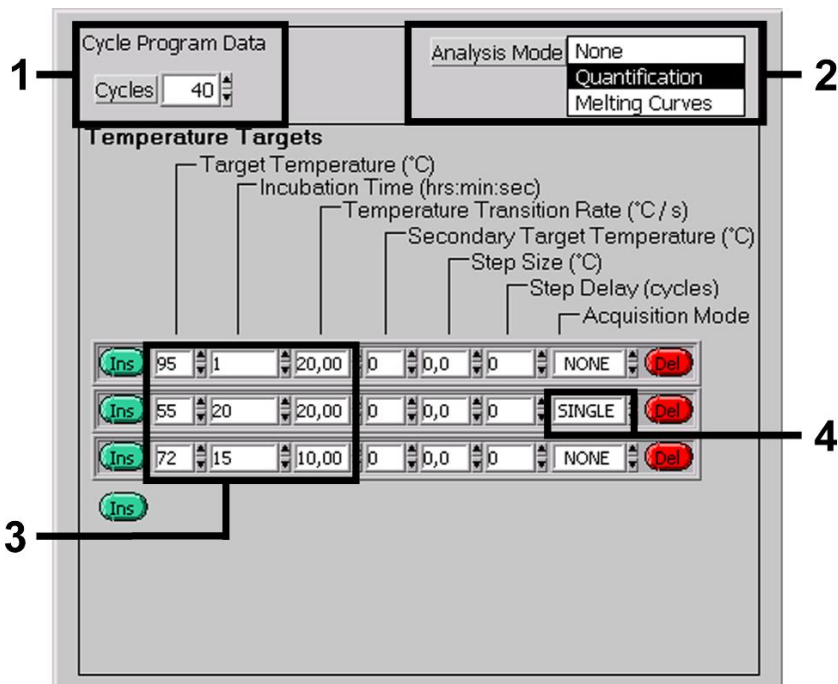 Cycle Program Data
Cycles 40
Analysis Mode None
Quantification
Melting Curves
1
2
Temperature Targets
Target Temperature (°C)
Incubation Time (hrs:min:sec)
Temperature Transition Rate (°C / s)
Secondary Target Temperature (°C)
Step Size (°C)
Step Delay (cycles)
Acquisition Mode
Ins 95 1 20,00 0 0,0 0 NONE Del
Ins 55 20 20,00 0 0,0 0 SINGLE Del
Ins 72 15 10,00 0 0,0 0 NONE Del
Ins
3
4